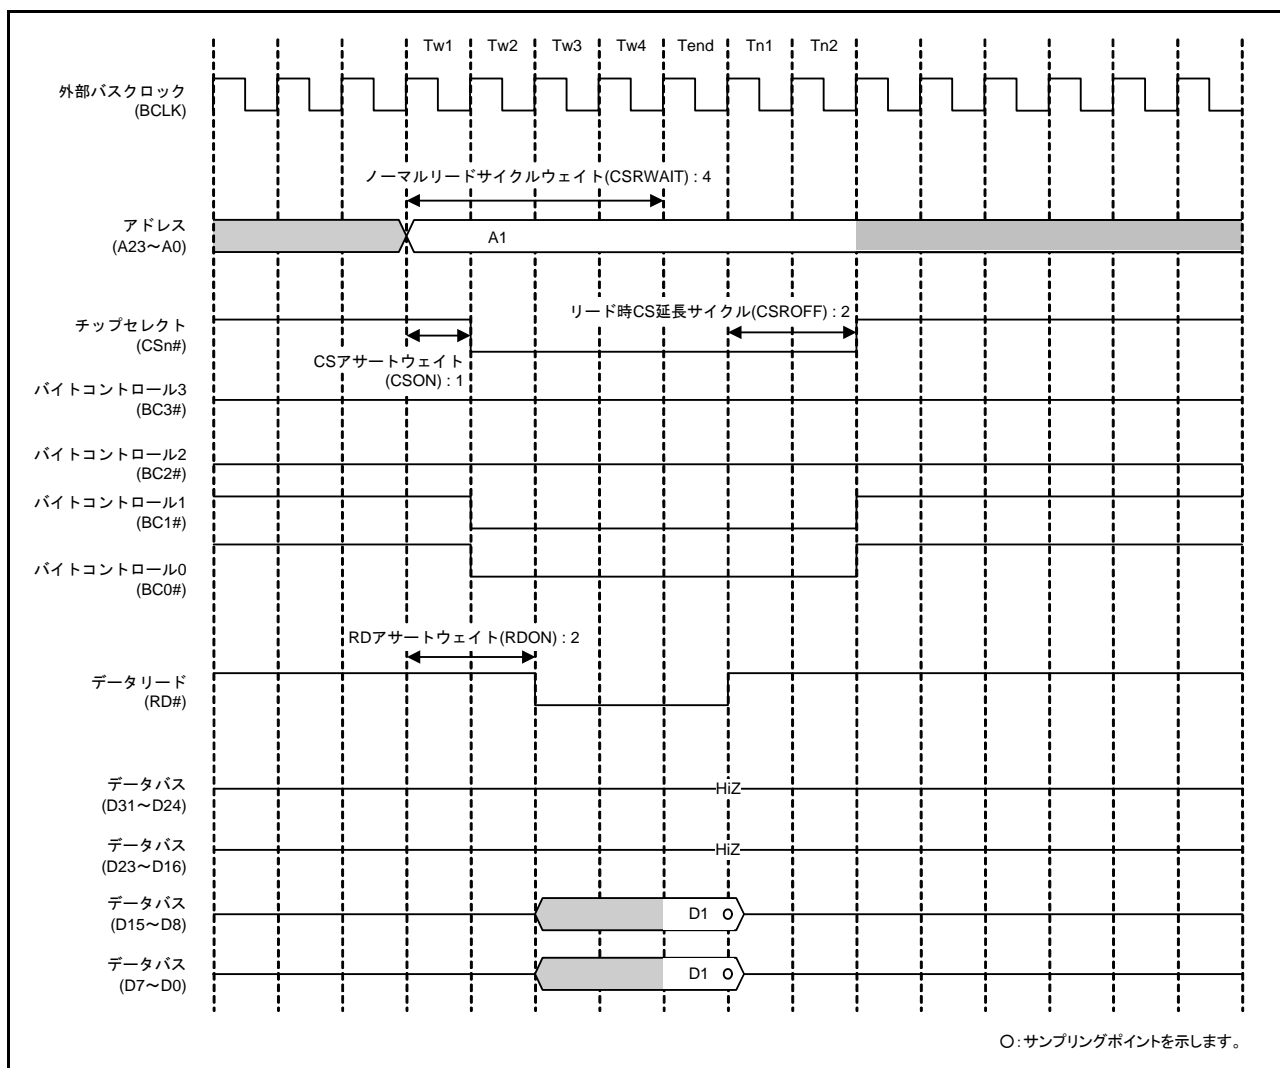 Tw1 Tw2 Tw3 Tw4 Tend Tn1 Tn2
外部バスクロック
(BCLK)
ノーマルリードサイクルウェイト(CSRWAIT) : 4
アドレス
(A23～A0)
A1
リード時CS延長サイクル(CSROFF) : 2
チップセレクト
(CSn#)
CSアサートウェイト
(CSON) : 1
バイトコントロール3
(BC3#)
バイトコントロール2
(BC2#)
バイトコントロール1
(BC1#)
バイトコントロール0
(BC0#)
RDアサートウェイト(RDON) : 2
データリード
(RD#)
データバス
(D31～D24)
HiZ
データバス
(D23～D16)
HiZ
データバス
(D15～D8)
D1
データバス
(D7～D0)
D1
○:サンプリングポイントを示します。